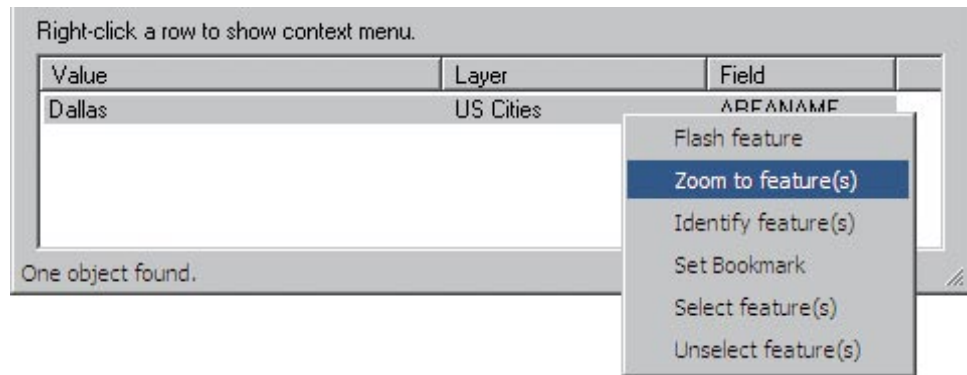 Right-click a row to show context menu.
Value Layer Field
Dallas US Cities AREANAME
Flash feature
Zoom to feature(s)
Identify feature(s)
Set Bookmark
Select feature(s)
Unselect feature(s)
One object found.